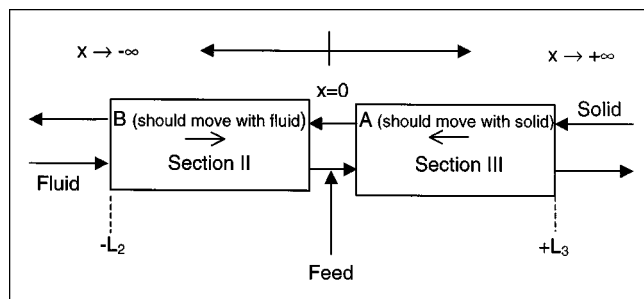 x → -∞
x → +∞
x=0
B (should move with fluid)
A (should move with solid)
Solid
Section II
Section III
Fluid
-L₂
+L₃
Feed